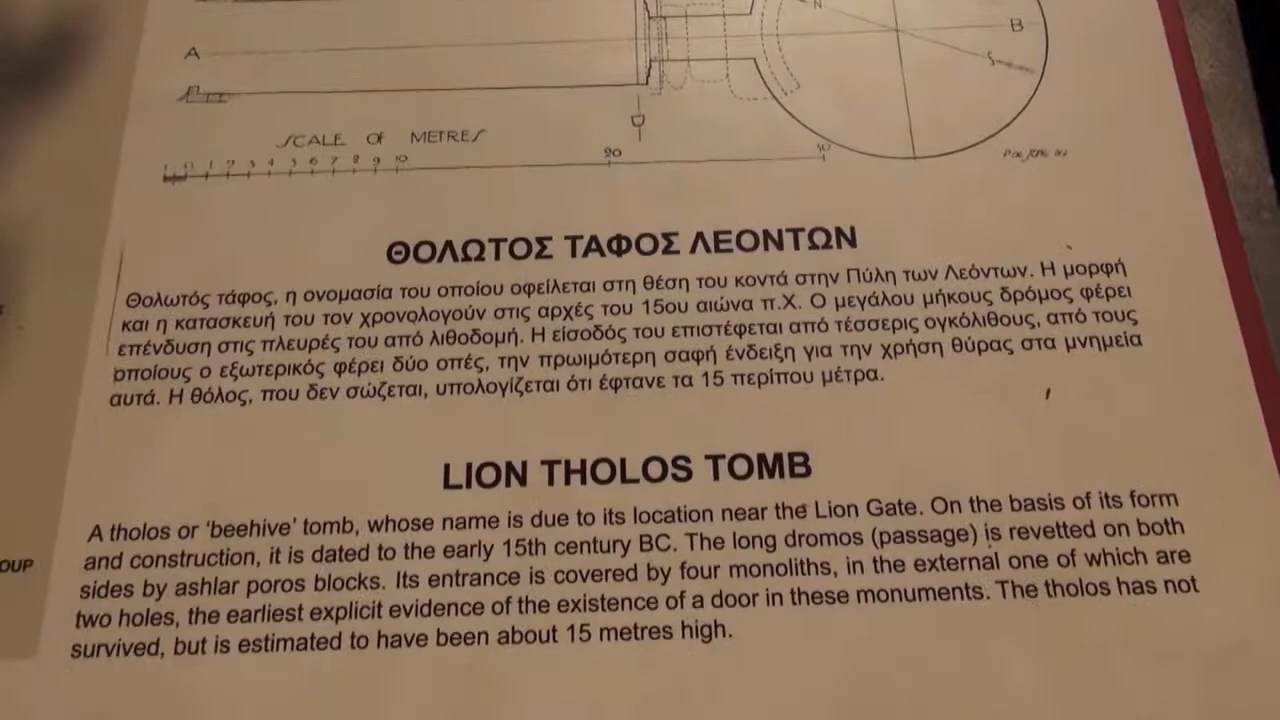 N
A
B
S
SCALE OF METRES
1 0 1 2 3 4 5 6 7 8 9 10 20
ΘΟΛΩΤΟΣ ΤΑΦΟΣ ΛΕΟΝΤΩΝ
Θολωτός τάφος, η ονομασία του οποίου οφείλεται στη θέση του κοντά στην Πύλη των Λεόντων. Η μορφή
και η κατασκευή του τον χρονολογούν στις αρχές του 15ου αιώνα π.Χ. Ο μεγάλου μήκους δρόμος φέρει
επένδυση στις πλευρές του από λιθοδομή. Η είσοδός του επιστέφεται από τέσσερις ογκόλιθους, από τους
οποίους ο εξωτερικός φέρει δύο οπές, την πρωιμότερη σαφή ένδειξη για την χρήση θύρας στα μνημεία
αυτά. Η θόλος, που δεν σώζεται, υπολογίζεται ότι έφτανε τα 15 περίπου μέτρα.
LION THOLOS TOMB
A tholos or ‘beehive’ tomb, whose name is due to its location near the Lion Gate. On the basis of its form
and construction, it is dated to the early 15th century BC. The long dromos (passage) is revetted on both
sides by ashlar poros blocks. Its entrance is covered by four monoliths, in the external one of which are
two holes, the earliest explicit evidence of the existence of a door in these monuments. The tholos has not
survived, but is estimated to have been about 15 metres high.
OUP